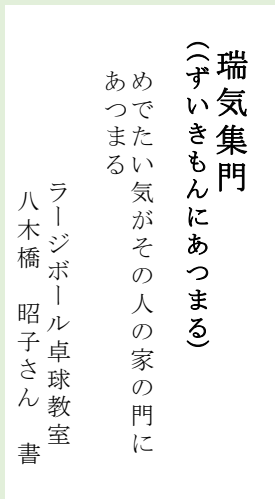 瑞気集門
((ずいきもんにあつまる)
めでたい気がその人の家の門に
あつまる
ラージボール卓球教室
八木橋　昭子さん　書